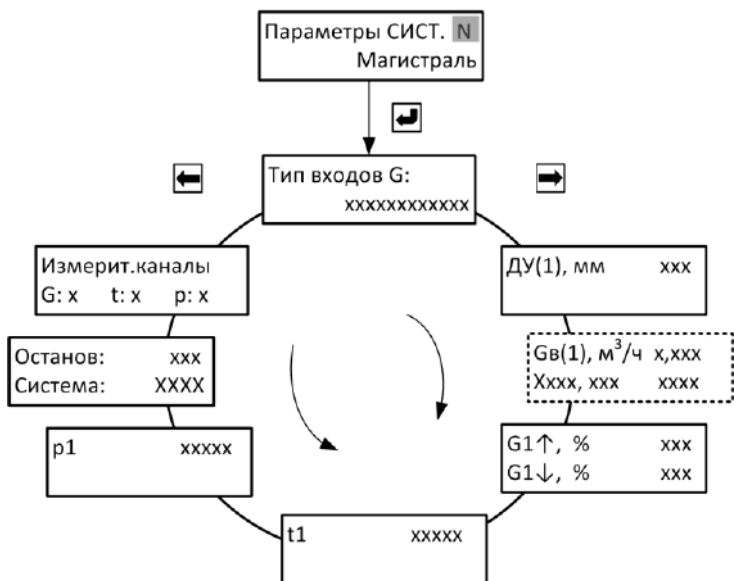 Параметры СИСТ. N
Магистраль
Тип входов G:
xxxxxxxxxxxx
ДУ(1), мм xxx
Gв(1), м³/ч x,xxx
Xxxx, xxx xxxx
G1↑, % xxx
G1↓, % xxx
t1 xxxxx
p1 xxxxx
Останов: xxx
Система: XXXX
Измерит.каналы
G: x t: x p: x